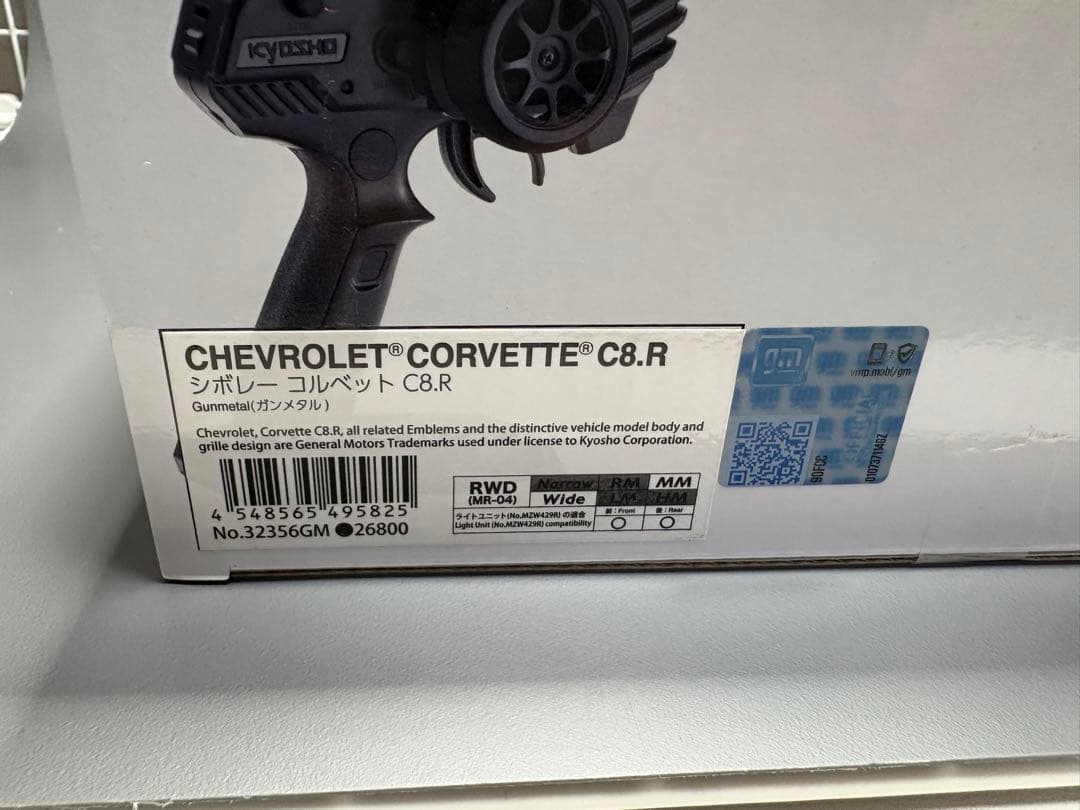 KYOSHO
CHEVROLET® CORVETTE® C8.R
シボレー コルベット C8.R
Gunmetal(ガンメタル)
Chevrolet, Corvette C8.R, all related Emblems and the distinctive vehicle model body and
grille design are General Motors Trademarks used under license to Kyosho Corporation.
4 548565 495825
No.32356GM ●26800
RWD
(MR-04)
Narrow RM MM
Wide LM HM
ライトユニット(No.MZW429R)の適合
Light Unit (No.MZW429R) compatibility
前:Front 後:Rear
○ ○
gm
vmp.mobi/gm
90FDC